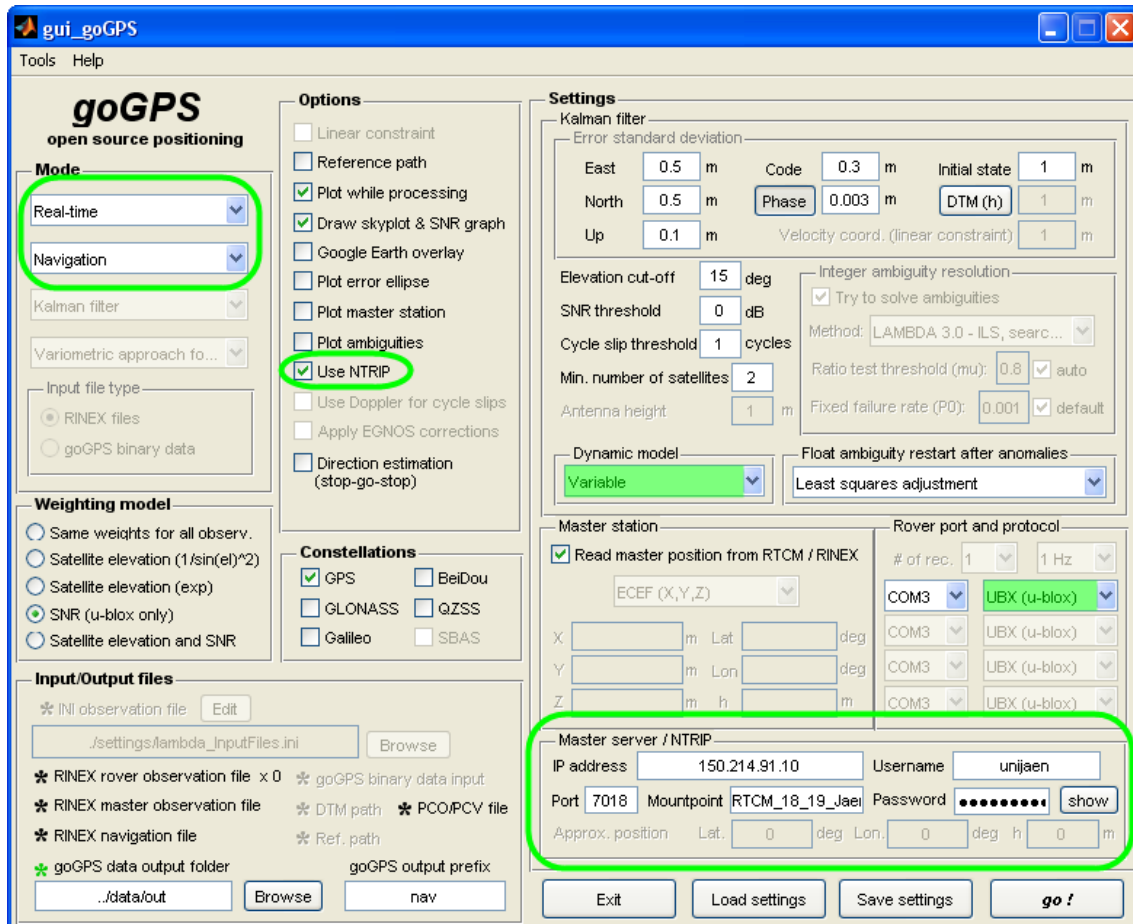 gui_goGPS
Tools Help
goGPS
open source positioning
Mode
Real-time
Navigation
Kalman filter
Variometric approach fo...
Input file type
RINEX files
goGPS binary data
Weighting model
Same weights for all observ.
Satellite elevation (1/sin(el)^2)
Satellite elevation (exp)
SNR (u-blox only)
Satellite elevation and SNR
Options
Linear constraint
Reference path
Plot while processing
Draw skyplot & SNR graph
Google Earth overlay
Plot error ellipse
Plot master station
Plot ambiguities
Use NTRIP
Use Doppler for cycle slips
Apply EGNOS corrections
Direction estimation
(stop-go-stop)
Constellations
GPS BeiDou
GLONASS QZSS
Galileo SBAS
Input/Output files
INI observation file Edit
./settings/lambda_InputFiles.ini Browse
RINEX rover observation file x 0 goGPS binary data input
RINEX master observation file DTM path PCO/PCV file
RINEX navigation file Ref. path
goGPS data output folder goGPS output prefix
../data/out Browse nav
Settings
Kalman filter
Error standard deviation
East 0.5 m Code 0.3 m Initial state 1 m
North 0.5 m Phase 0.003 m DTM (h) 1 m
Up 0.1 m Velocity coord. (linear constraint) 1 m
Elevation cut-off 15 deg
SNR threshold 0 dB
Cycle slip threshold 1 cycles
Min. number of satellites 2
Antenna height 1 m
Integer ambiguity resolution
Try to solve ambiguities
Method: LAMBDA 3.0 - ILS, searc...
Ratio test threshold (mu): 0.8 auto
Fixed failure rate (P0): 0.001 default
Dynamic model
Variable
Float ambiguity restart after anomalies
Least squares adjustment
Master station
Read master position from RTCM / RINEX
ECEF (X,Y,Z)
X m Lat deg
Y m Lon deg
Z m h m
Rover port and protocol
# of rec. 1 1 Hz
COM3 UBX (u-blox)
COM3 UBX (u-blox)
COM3 UBX (u-blox)
COM3 UBX (u-blox)
Master server / NTRIP
IP address 150.214.91.10 Username unijaen
Port 7018 Mountpoint RTCM_18_19_Jaen Password ●●●●●●●●● show
Approx. position Lat. 0 deg Lon. 0 deg h 0 m
Exit Load settings Save settings go !